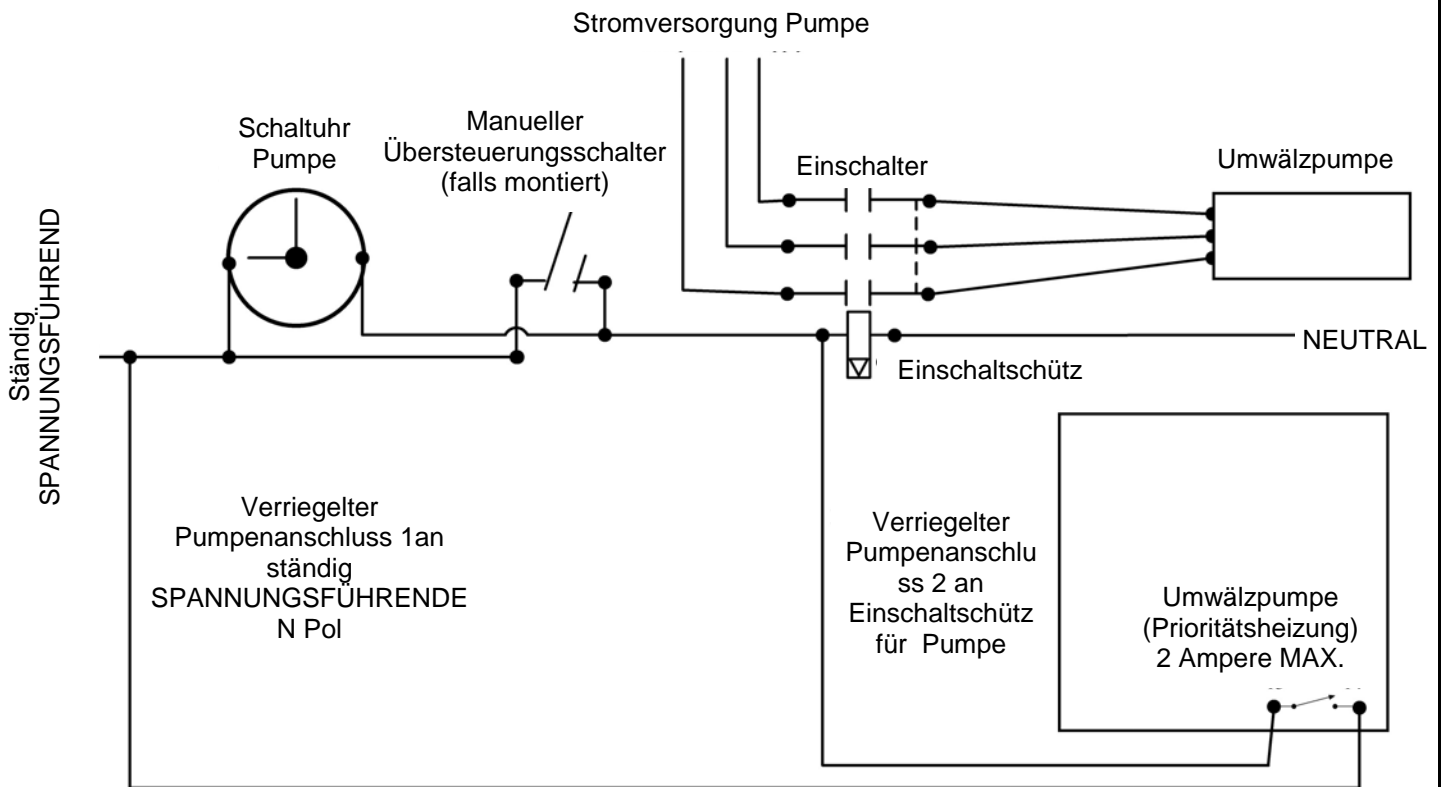 Stromversorgung Pumpe
Schaltuhr
Pumpe
Manueller
Übersteuerungsschalter
(falls montiert)
Einschalter
Umwälzpumpe
Ständig
SPANNUNGSFÜHREND
NEUTRAL
Einschaltschütz
Verriegelter
Pumpenanschluss 1an
ständig
SPANNUNGSFÜHRENDE
N Pol
Verriegelter
Pumpenanschlu
ss 2 an
Einschaltschütz
für Pumpe
Umwälzpumpe
(Prioritätsheizung)
2 Ampere MAX.